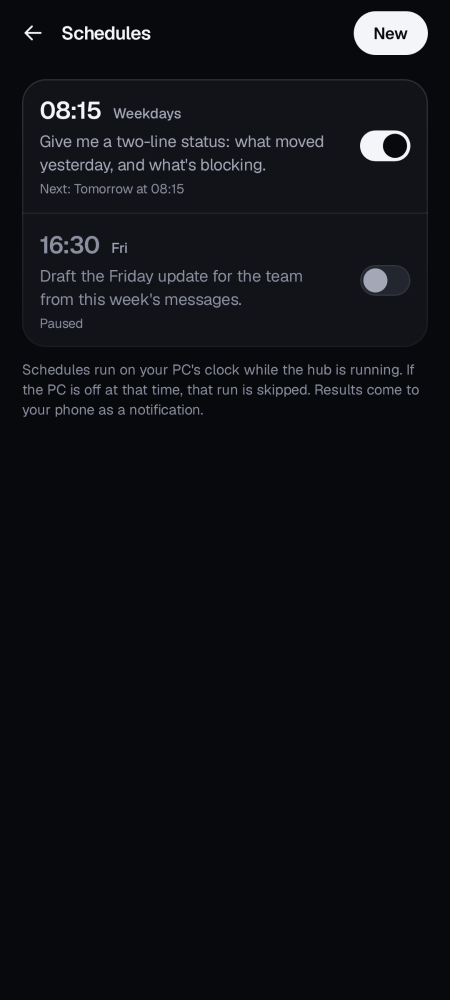 Schedules
New
08:15 Weekdays
Give me a two-line status: what moved
yesterday, and what's blocking.
Next: Tomorrow at 08:15
16:30 Fri
Draft the Friday update for the team
from this week's messages.
Paused
Schedules run on your PC's clock while the hub is running. If
the PC is off at that time, that run is skipped. Results come to
your phone as a notification.